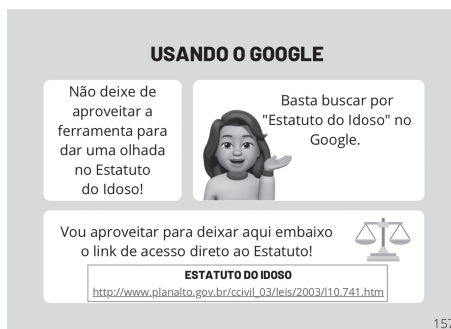 USANDO O GOOGLE
Não deixe de
aproveitar a
ferramenta para
dar uma olhada
no Estatuto
do Idoso!
Basta buscar por
"Estatuto do Idoso" no
Google.
Vou aproveitar para deixar aqui embaixo
o link de acesso direto ao Estatuto!
ESTATUTO DO IDOSO
http://www.planalto.gov.br/ccivil_03/leis/2003/l10.741.htm
157